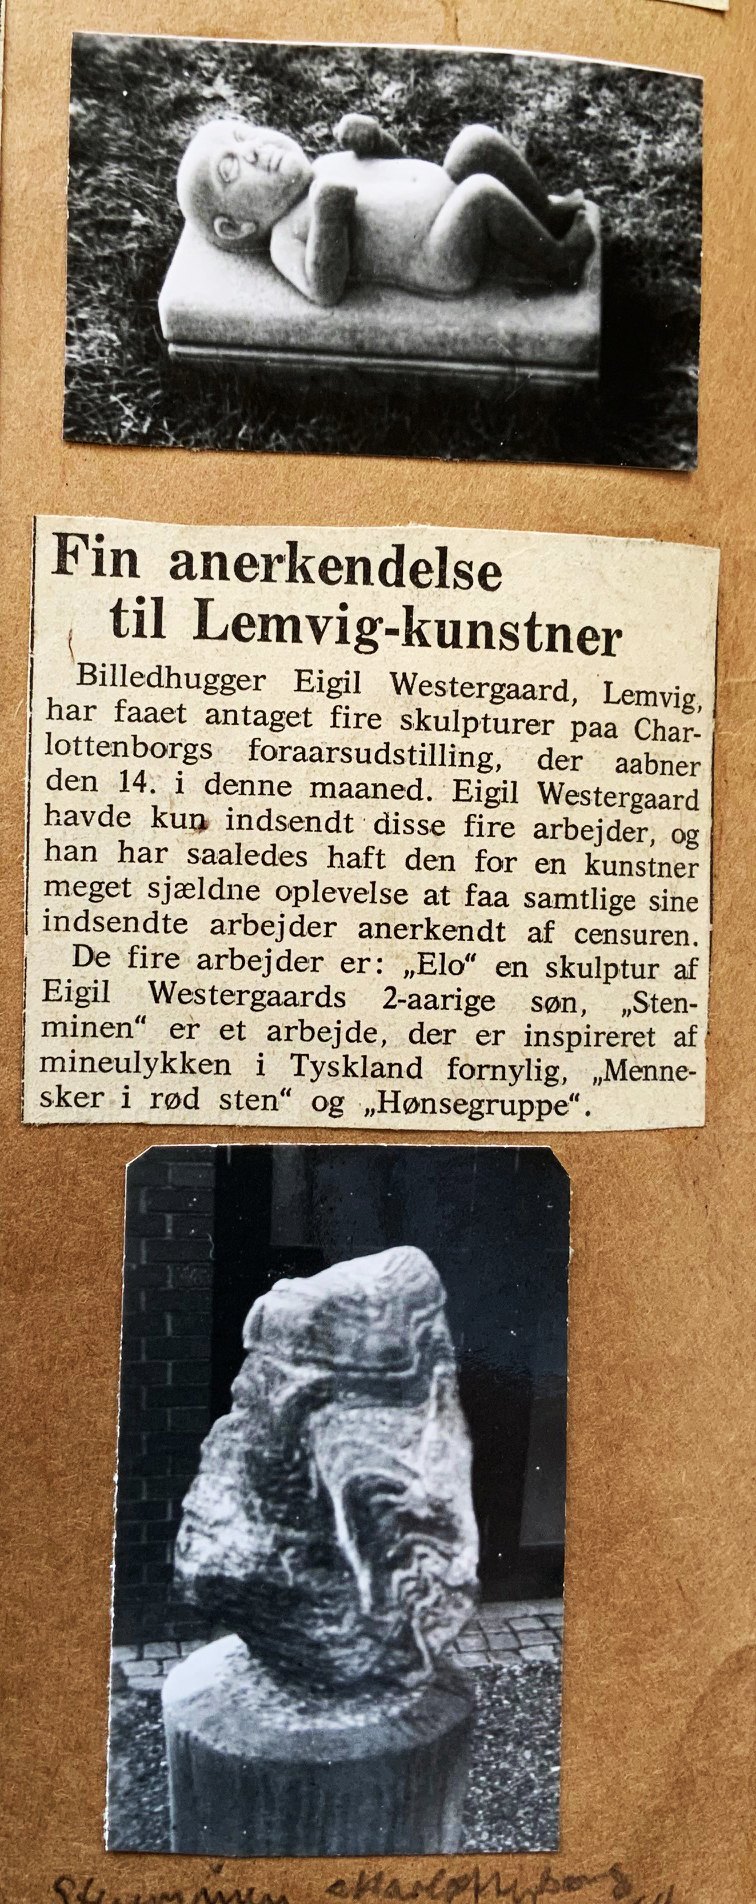 Fin anerkendelse
til Lemvig-kunstner
Billedhugger Eigil Westergaard, Lemvig,
har faaet antaget fire skulpturer paa Char-
lottenborgs foraarsudstilling, der aabner
den 14. i denne maaned. Eigil Westergaard
havde kun indsendt disse fire arbejder, og
han har saaledes haft den for en kunstner
meget sjældne oplevelse at faa samtlige sine
indsendte arbejder anerkendt af censuren.
De fire arbejder er: „Elo“ en skulptur af
Eigil Westergaards 2-aarige søn, „Sten-
minen“ er et arbejde, der er inspireret af
mineulykken i Tyskland fornylig, „Menne-
sker i rød sten“ og „Hønsegruppe“.